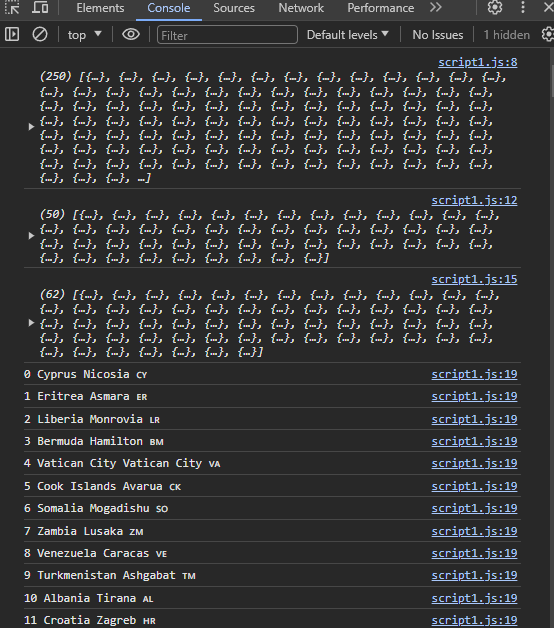 Elements Console Sources Network Performance
top Filter Default levels No Issues 1 hidden
script1.js:8
(250) [{…}, {…}, {…}, {…}, {…}, {…}, {…}, {…}, {…}, {…}, {…}, {…}, {…},
{…}, {…}, {…}, {…}, {…}, {…}, {…}, {…}, {…}, {…}, {…}, {…}, {…}, {…},
{…}, {…}, {…}, {…}, {…}, {…}, {…}, {…}, {…}, {…}, {…}, {…}, {…}, {…},
{…}, {…}, {…}, {…}, {…}, {…}, {…}, {…}, {…}, {…}, {…}, {…}, {…}, {…},
{…}, {…}, {…}, {…}, {…}, {…}, {…}, {…}, {…}, {…}, {…}, {…}, {…}, {…},
{…}, {…}, {…}, {…}, {…}, {…}, {…}, {…}, {…}, {…}, {…}, {…}, {…}, {…},
{…}, {…}, {…}, {…}, {…}, {…}, {…}, {…}, {…}, {…}, {…}, {…}, {…}, {…},
{…}, {…}, {…}, …]
script1.js:12
(50) [{…}, {…}, {…}, {…}, {…}, {…}, {…}, {…}, {…}, {…}, {…}, {…}, {…},
{…}, {…}, {…}, {…}, {…}, {…}, {…}, {…}, {…}, {…}, {…}, {…}, {…}, {…},
{…}, {…}, {…}, {…}, {…}, {…}, {…}, {…}, {…}, {…}, {…}, {…}, {…}, {…},
{…}, {…}, {…}, {…}, {…}, {…}, {…}, {…}, {…}]
script1.js:15
(62) [{…}, {…}, {…}, {…}, {…}, {…}, {…}, {…}, {…}, {…}, {…}, {…}, {…},
{…}, {…}, {…}, {…}, {…}, {…}, {…}, {…}, {…}, {…}, {…}, {…}, {…}, {…},
{…}, {…}, {…}, {…}, {…}, {…}, {…}, {…}, {…}, {…}, {…}, {…}, {…}, {…},
{…}, {…}, {…}, {…}, {…}, {…}, {…}, {…}, {…}, {…}, {…}, {…}, {…}, {…},
{…}, {…}, {…}, {…}, {…}, {…}, {…}]
0 Cyprus Nicosia CY script1.js:19
1 Eritrea Asmara ER script1.js:19
2 Liberia Monrovia LR script1.js:19
3 Bermuda Hamilton BM script1.js:19
4 Vatican City Vatican City VA script1.js:19
5 Cook Islands Avarua CK script1.js:19
6 Somalia Mogadishu SO script1.js:19
7 Zambia Lusaka ZM script1.js:19
8 Venezuela Caracas VE script1.js:19
9 Turkmenistan Ashgabat TM script1.js:19
10 Albania Tirana AL script1.js:19
11 Croatia Zagreb HR script1.js:19